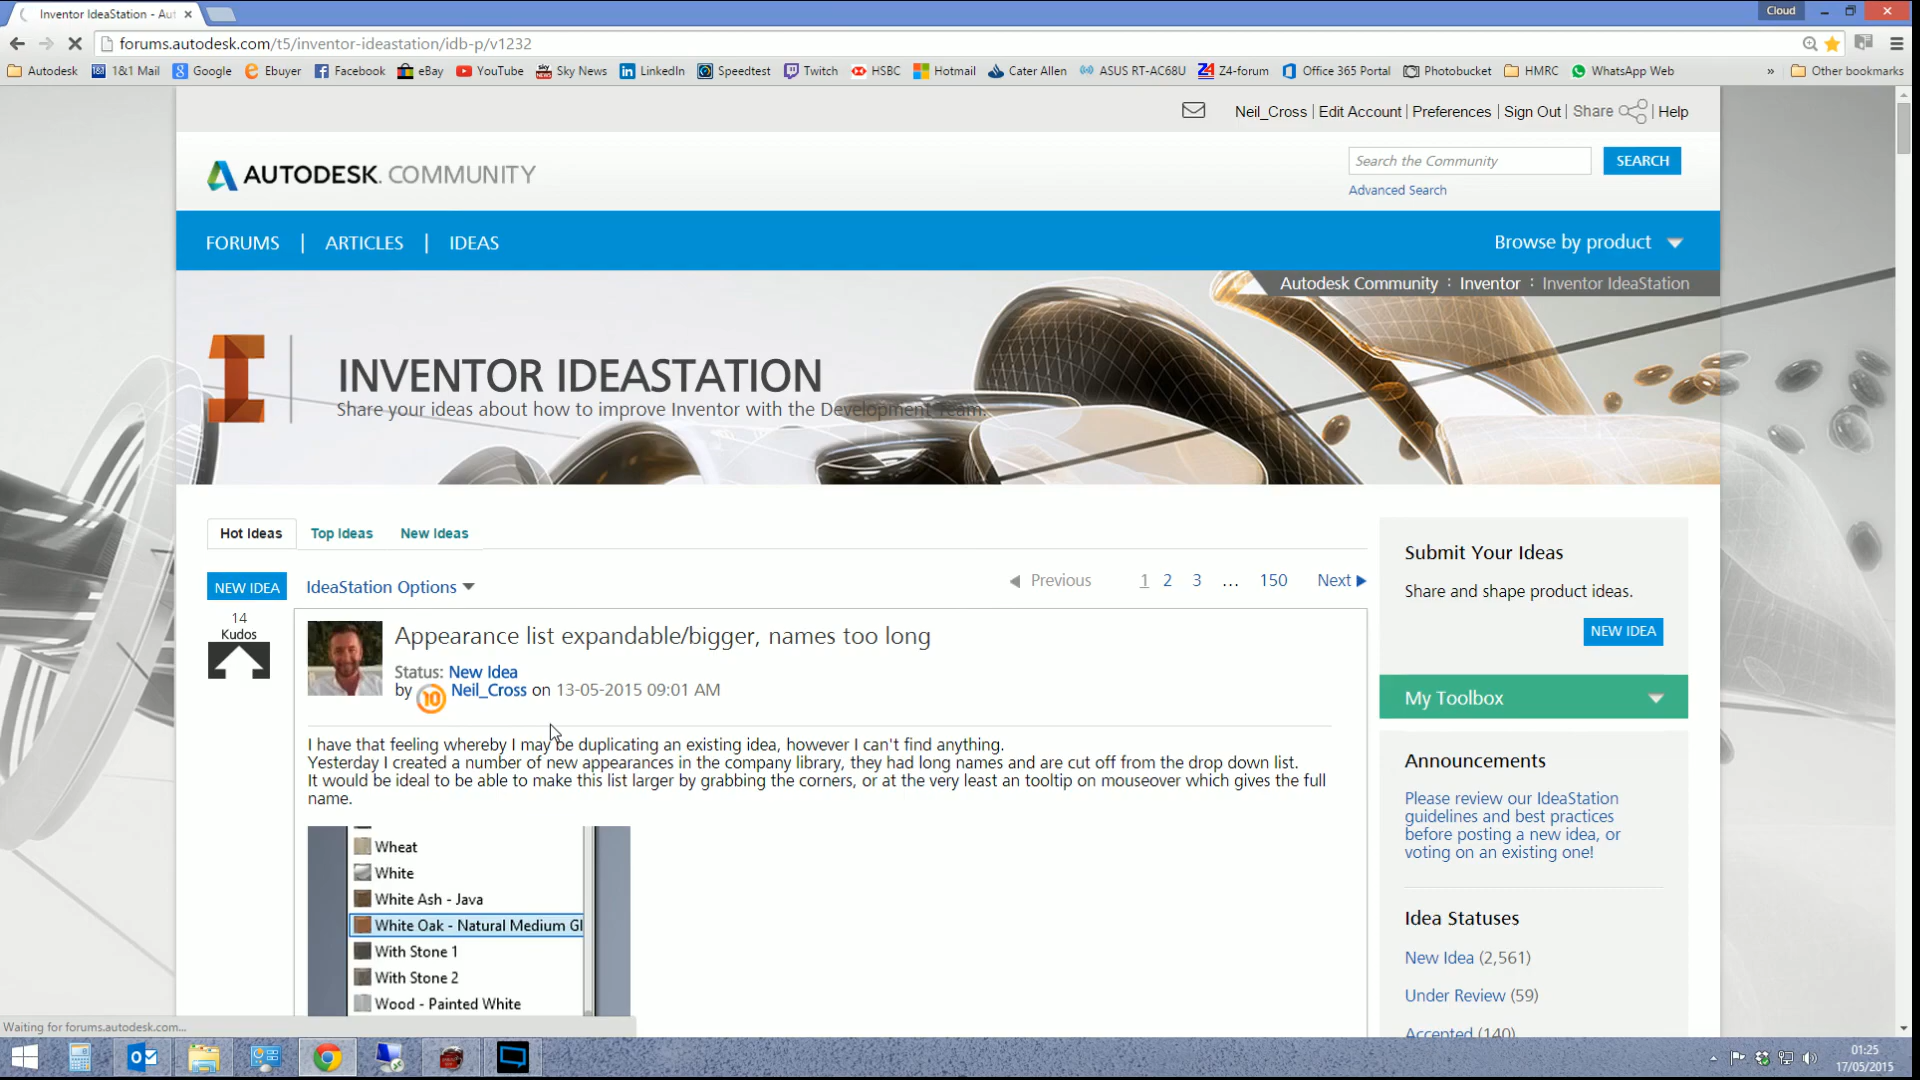 Inventor IdeaStation - Aut
Cloud
forums.autodesk.com/t5/inventor-ideastation/idb-p/v1232
Autodesk 1&1 Mail Google Ebuyer Facebook eBay YouTube Sky News LinkedIn Speedtest Twitch HSBC Hotmail Cater Allen ASUS RT-AC68U Z4-forum Office 365 Portal Photobucket HMRC WhatsApp Web » Other bookmarks
Neil_Cross | Edit Account | Preferences | Sign Out | Share | Help
AUTODESK. COMMUNITY
Search the Community
SEARCH
Advanced Search
FORUMS | ARTICLES | IDEAS
Browse by product
Autodesk Community : Inventor : Inventor IdeaStation
INVENTOR IDEASTATION
Share your ideas about how to improve Inventor with the Development Team.
Hot Ideas Top Ideas New Ideas
NEW IDEA
IdeaStation Options
Previous 1 2 3 ... 150 Next
14
Kudos
Appearance list expandable/bigger, names too long
Status: New Idea
by 10 Neil_Cross on 13-05-2015 09:01 AM
I have that feeling whereby I may be duplicating an existing idea, however I can't find anything.
Yesterday I created a number of new appearances in the company library, they had long names and are cut off from the drop down list.
It would be ideal to be able to make this list larger by grabbing the corners, or at the very least an tooltip on mouseover which gives the full
name.
Wheat
White
White Ash - Java
White Oak - Natural Medium Gl
With Stone 1
With Stone 2
Wood - Painted White
Submit Your Ideas
Share and shape product ideas.
NEW IDEA
My Toolbox
Announcements
Please review our IdeaStation
guidelines and best practices
before posting a new idea, or
voting on an existing one!
Idea Statuses
New Idea (2,561)
Under Review (59)
Accepted (140)
Waiting for forums.autodesk.com...
01:25
17/05/2015